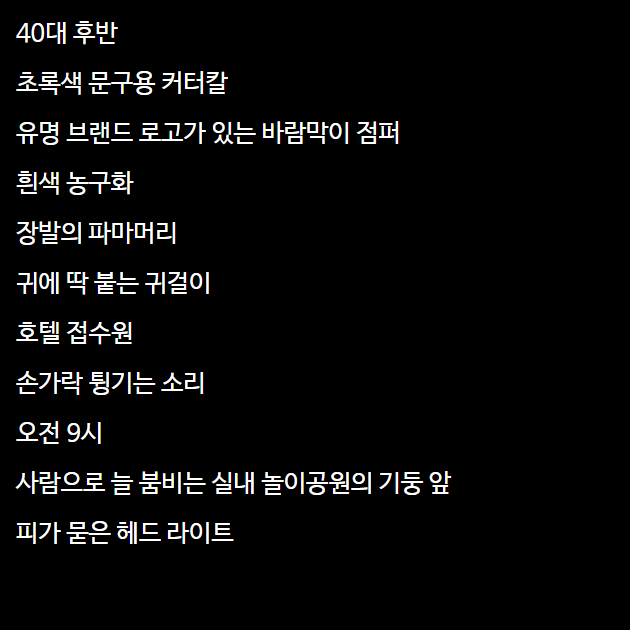 40대 후반
초록색 문구용 커터칼
유명 브랜드 로고가 있는 바람막이 점퍼
흰색 농구화
장발의 파마머리
귀에 딱 붙는 귀걸이
호텔 접수원
손가락 튕기는 소리
오전 9시
사람으로 늘 붐비는 실내 놀이공원의 기둥 앞
피가 묻은 헤드 라이트